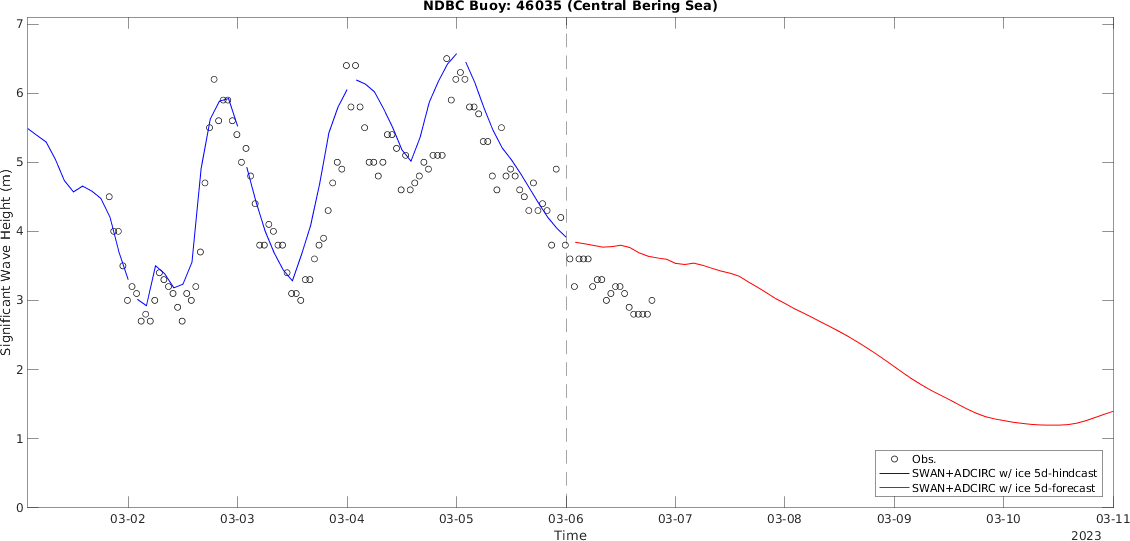 NDBC Buoy: 46035 (Central Bering Sea)
7
6
5
4
3
2
1
0
Significant Wave Height (m)
Obs.
SWAN+ADCIRC w/ ice 5d-hindcast
SWAN+ADCIRC w/ ice 5d-forecast
03-02 03-03 03-04 03-05 03-06 03-07 03-08 03-09 03-10 03-11
Time
2023